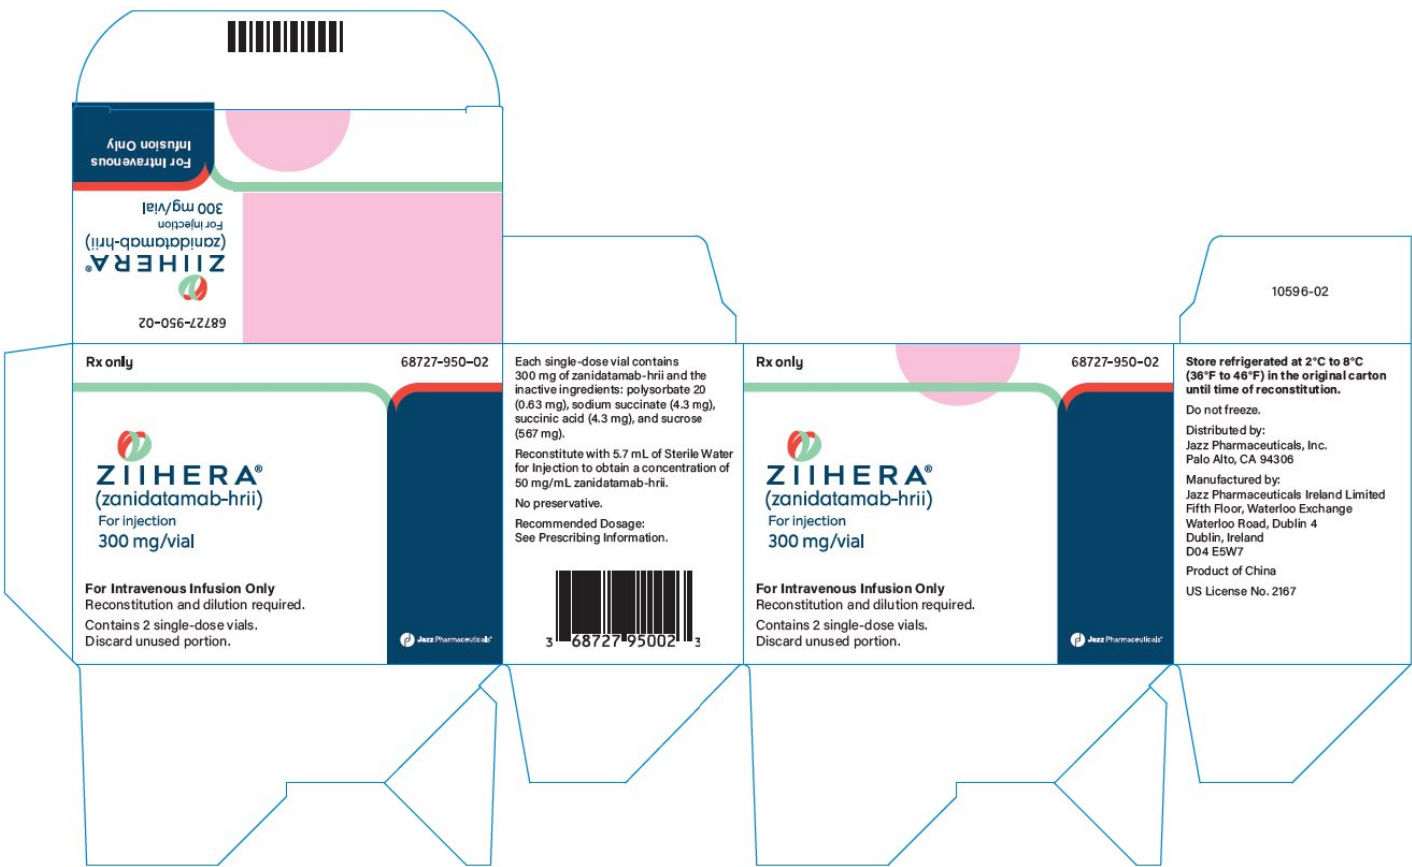 For Intravenous
Infusion Only
300 mg/vial
For injection
(zanidatamab-hrii)
ZIIHERA®
68727-950-02
10596-02
Rx only
68727-950-02
ZIIHERA®
(zanidatamab-hrii)
For injection
300 mg/vial
For Intravenous Infusion Only
Reconstitution and dilution required.
Contains 2 single-dose vials.
Discard unused portion.
Jazz Pharmaceuticals®
Each single-dose vial contains
300 mg of zanidatamab-hrii and the
inactive ingredients: polysorbate 20
(0.63 mg), sodium succinate (4.3 mg),
succinic acid (4.3 mg), and sucrose
(567 mg).
Reconstitute with 5.7 mL of Sterile Water
for Injection to obtain a concentration of
50 mg/mL zanidatamab-hrii.
No preservative.
Recommended Dosage:
See Prescribing Information.
3 68727 95002 3
Rx only
68727-950-02
ZIIHERA®
(zanidatamab-hrii)
For injection
300 mg/vial
For Intravenous Infusion Only
Reconstitution and dilution required.
Contains 2 single-dose vials.
Discard unused portion.
Jazz Pharmaceuticals®
Store refrigerated at 2°C to 8°C
(36°F to 46°F) in the original carton
until time of reconstitution.
Do not freeze.
Distributed by:
Jazz Pharmaceuticals, Inc.
Palo Alto, CA 94306
Manufactured by:
Jazz Pharmaceuticals Ireland Limited
Fifth Floor, Waterloo Exchange
Waterloo Road, Dublin 4
Dublin, Ireland
D04 E5W7
Product of China
US License No. 2167